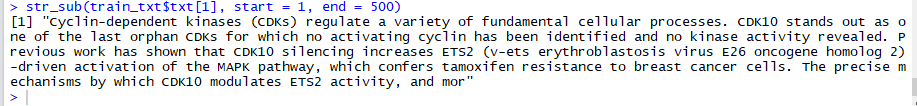 > str_sub(train_txt$txt[1], start = 1, end = 500)
[1] "Cyclin-dependent kinases (CDKs) regulate a variety of fundamental cellular processes. CDK10 stands out as o
ne of the last orphan CDKs for which no activating cyclin has been identified and no kinase activity revealed. P
revious work has shown that CDK10 silencing increases ETS2 (v-ets erythroblastosis virus E26 oncogene homolog 2)
-driven activation of the MAPK pathway, which confers tamoxifen resistance to breast cancer cells. The precise m
echanisms by which CDK10 modulates ETS2 activity, and mor"
>